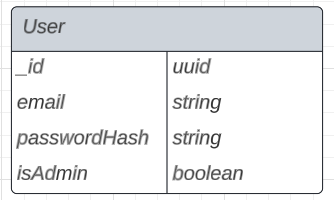 User
_id uuid
email string
passwordHash string
isAdmin boolean